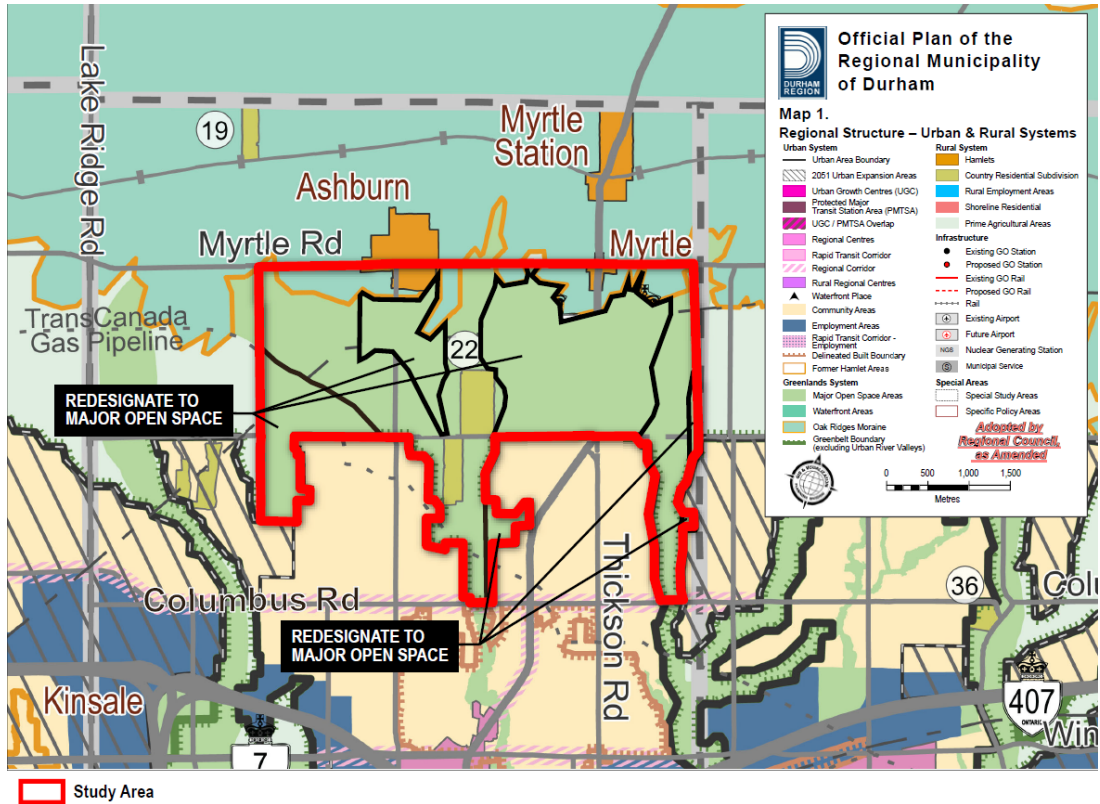 Official Plan of the
Regional Municipality
of Durham
DURHAM
REGION
Map 1.
Regional Structure – Urban & Rural Systems
Urban System
Urban Area Boundary
2051 Urban Expansion Areas
Urban Growth Centres (UGC)
Protected Major
Transit Station Area (PMTSA)
UGC / PMTSA Overlap
Regional Centres
Rapid Transit Corridor
Regional Corridor
Rural Regional Centres
Waterfront Place
Community Areas
Employment Areas
Rapid Transit Corridor -
Employment
Delineated Built Boundary
Former Hamlet Areas
Greenlands System
Major Open Space Areas
Waterfront Areas
Oak Ridges Moraine
Greenbelt Boundary
(excluding Urban River Valleys)
Rural System
Hamlets
Country Residential Subdivision
Rural Employment Areas
Shoreline Residential
Prime Agricultural Areas
Infrastructure
Existing GO Station
Proposed GO Station
Existing GO Rail
Proposed GO Rail
Rail
Existing Airport
Future Airport
NGS
Nuclear Generating Station
S
Municipal Service
Special Areas
Special Study Areas
Specific Policy Areas
Adopted by
Regional Council,
as Amended
0 500 1,000 1,500
Metres
Lake Ridge Rd
19
Myrtle
Station
Ashburn
Myrtle Rd
Myrtle
TransCanada
Gas Pipeline
22
REDESIGNATE TO
MAJOR OPEN SPACE
Thickson Rd
Columbus Rd
36
Colu
REDESIGNATE TO
MAJOR OPEN SPACE
Kinsale
7
407
ONTARIO
Win
Study Area